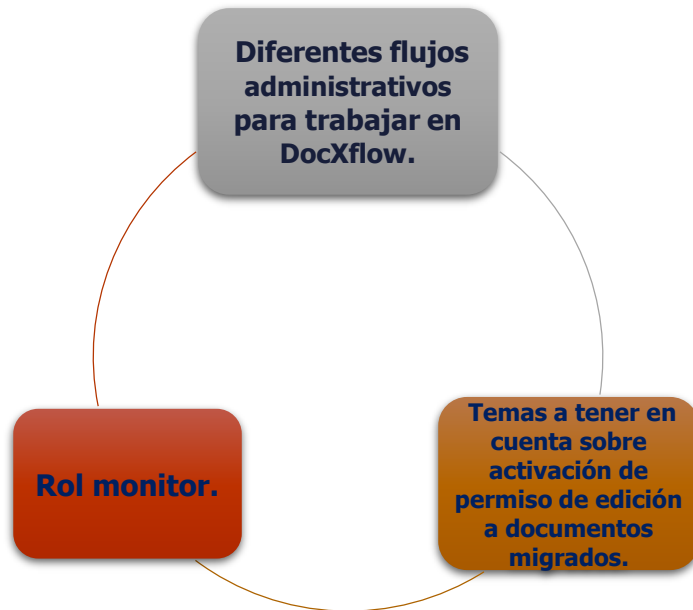 Diferentes flujos
administrativos
para trabajar en
DocXflow.
Temas a tener en
cuenta sobre
activación de
permiso de edición
a documentos
migrados.
Rol monitor.